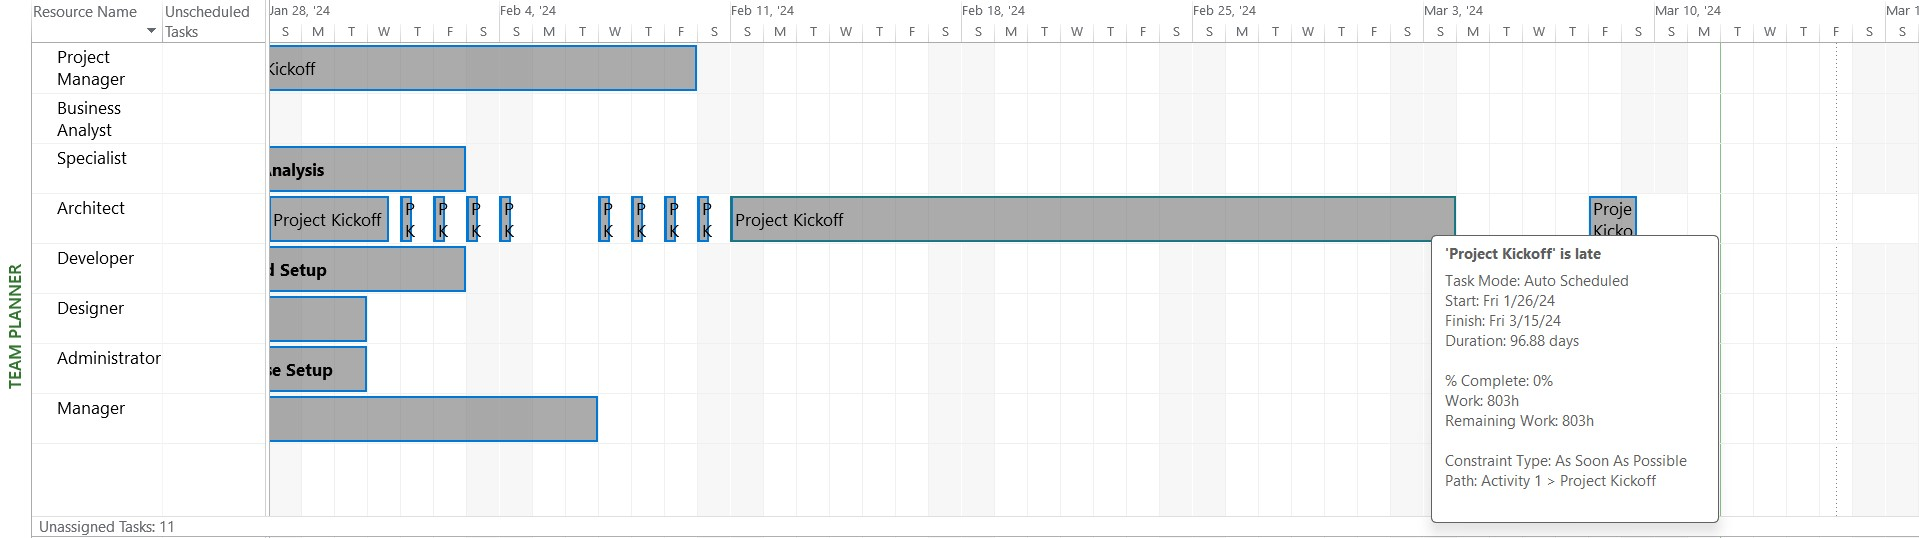 Resource Name
Unscheduled
Tasks
Jan 28, '24 Feb 4, '24 Feb 11, '24 Feb 18, '24 Feb 25, '24 Mar 3, '24 Mar 10, '24 Mar 1
S M T W T F S S M T W T F S S M T W T F S S M T W T F S S M T W T F S S M T W T F S S M T W T F S S
TEAM PLANNER
Project
Manager
Kickoff
Business
Analyst
Specialist
Analysis
Architect
Project Kickoff
P
K
P
K
P
K
P
K
P
K
P
K
P
K
P
K
Project Kickoff
Proje
Kicko
Developer
d Setup
Designer
Administrator
se Setup
Manager
'Project Kickoff' is late
Task Mode: Auto Scheduled
Start: Fri 1/26/24
Finish: Fri 3/15/24
Duration: 96.88 days
% Complete: 0%
Work: 803h
Remaining Work: 803h
Constraint Type: As Soon As Possible
Path: Activity 1 > Project Kickoff
Unassigned Tasks: 11